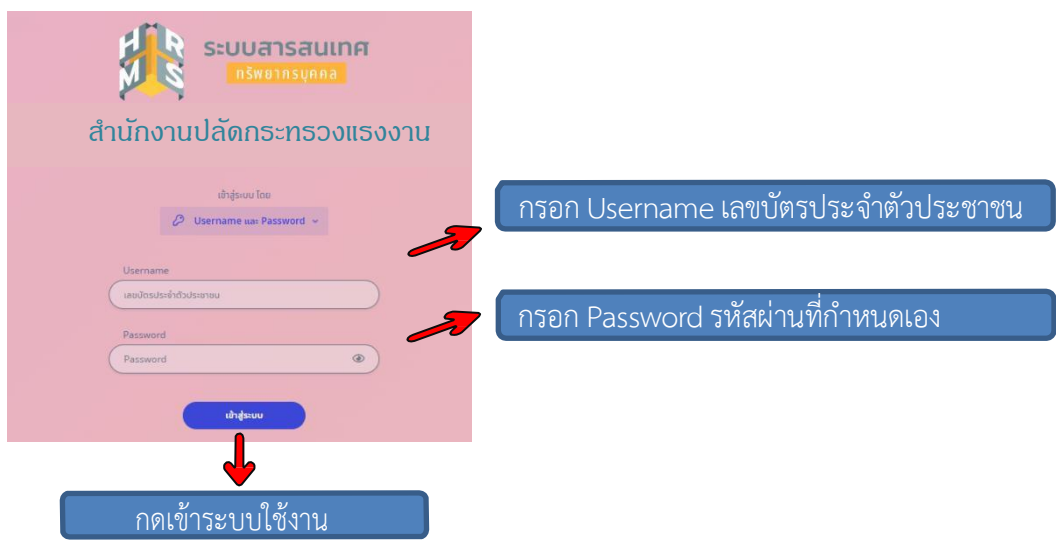 HRMS
ระบบสารสนเทศ
ทรัพยากรบุคคล
สำนักงานปลัดกระทรวงแรงงาน
เข้าสู่ระบบ โดย
Username และ Password
กรอก Username เลขบัตรประจำตัวประชาชน
Username
เลขบัตรประจำตัวประชาชน
กรอก Password รหัสผ่านที่กำหนดเอง
Password
Password
เข้าสู่ระบบ
กดเข้าระบบใช้งาน